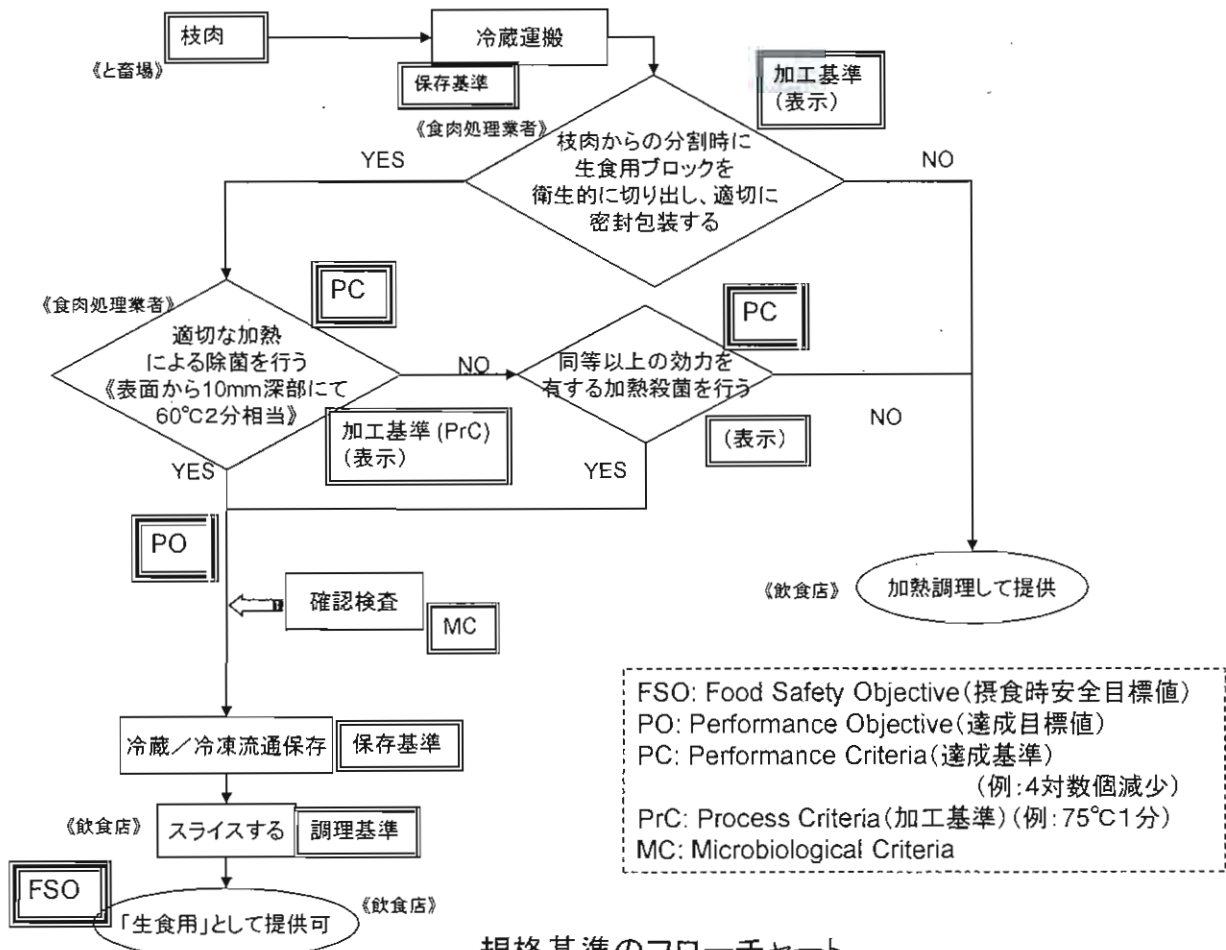 枝肉
《と畜場》
冷蔵運搬
保存基準
加工基準
(表示)
《食肉処理業者》
枝肉からの分割時に
生食用ブロックを
衛生的に切り出し、適切に
密封包装する
YES
NO
《食肉処理業者》
PC
適切な加熱
による除菌を行う
《表面から10mm深部にて
60℃2分相当》
NO
PC
同等以上の効力を
有する加熱殺菌を行う
加工基準 (PrC)
(表示)
(表示)
NO
YES
YES
PO
確認検査
MC
《飲食店》
加熱調理して提供
冷蔵/冷凍流通保存
保存基準
《飲食店》
スライスする
調理基準
FSO
「生食用」として提供可
《飲食店》
FSO: Food Safety Objective(摂食時安全目標値)
PO: Performance Objective(達成目標値)
PC: Performance Criteria(達成基準)
(例:4対数個減少)
PrC: Process Criteria(加工基準)(例:75℃1分)
MC: Microbiological Criteria
規格基準のフローチャート